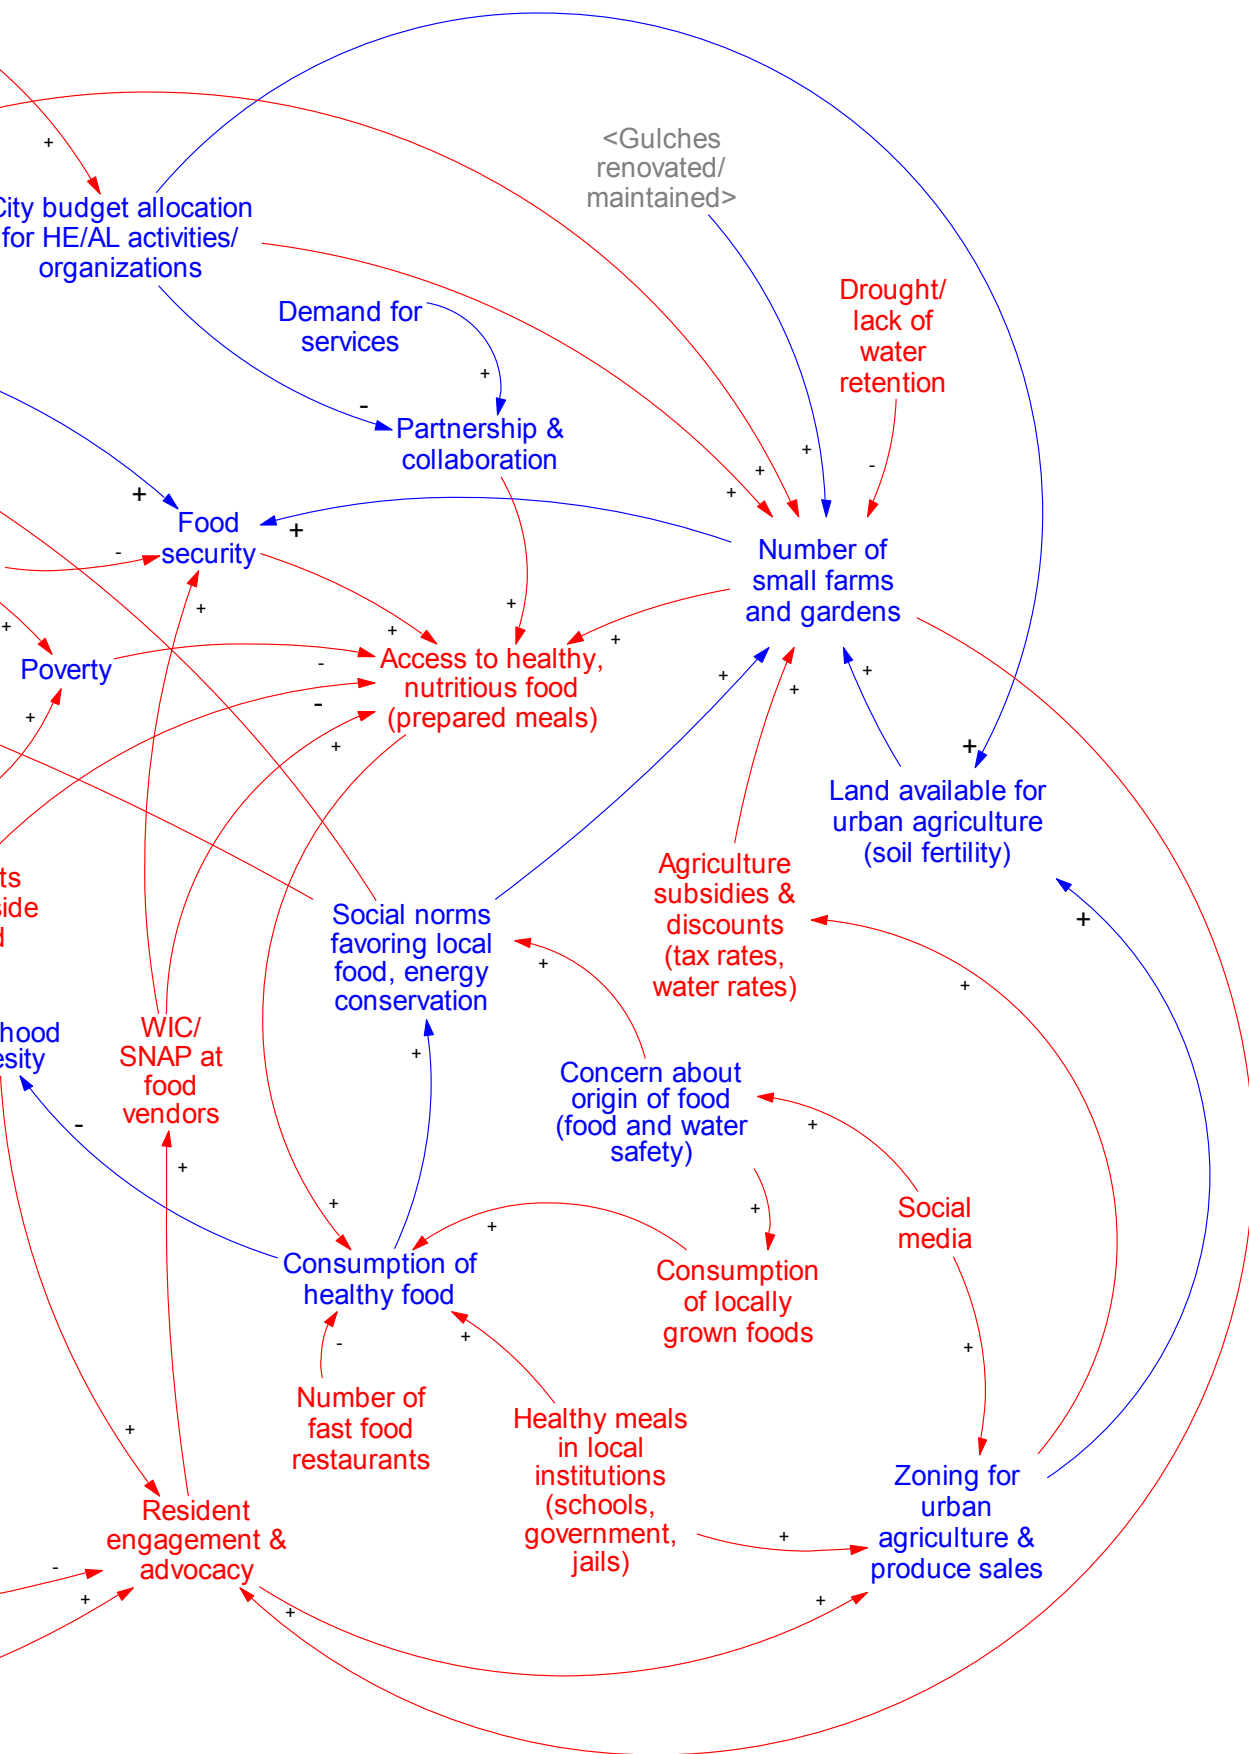 <Gulches
renovated/
maintained>
City budget allocation
for HE/AL activities/
organizations
Demand for
services
Drought/
lack of
water
retention
Partnership &
collaboration
Food
security
Number of
small farms
and gardens
Poverty
Access to healthy,
nutritious food
(prepared meals)
Land available for
urban agriculture
(soil fertility)
Agriculture
subsidies &
discounts
(tax rates,
water rates)
Social norms
favoring local
food, energy
conservation
WIC/
SNAP at
food
vendors
Concern about
origin of food
(food and water
safety)
Social
media
Consumption of
healthy food
Consumption
of locally
grown foods
Number of
fast food
restaurants
Healthy meals
in local
institutions
(schools,
government,
jails)
Zoning for
urban
agriculture &
produce sales
Resident
engagement &
advocacy